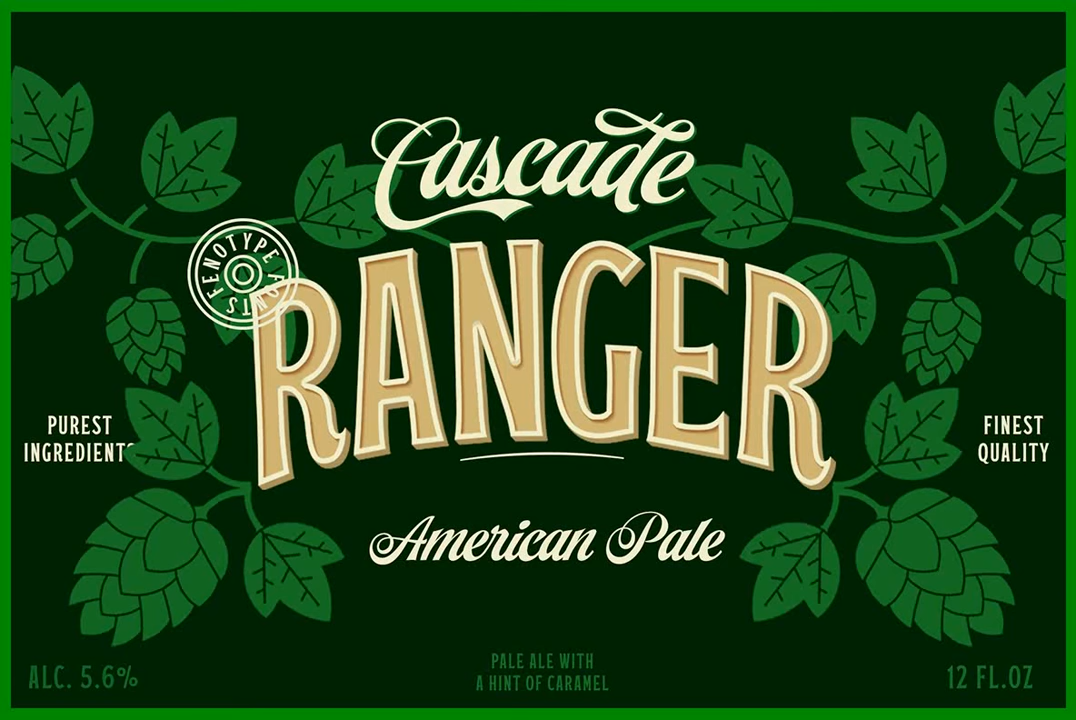 Cascade
FENOTYPE FONTS
RANGER
PUREST
INGREDIENTS
FINEST
QUALITY
American Pale
ALC. 5.6%
PALE ALE WITH
A HINT OF CARAMEL
12 FL.OZ